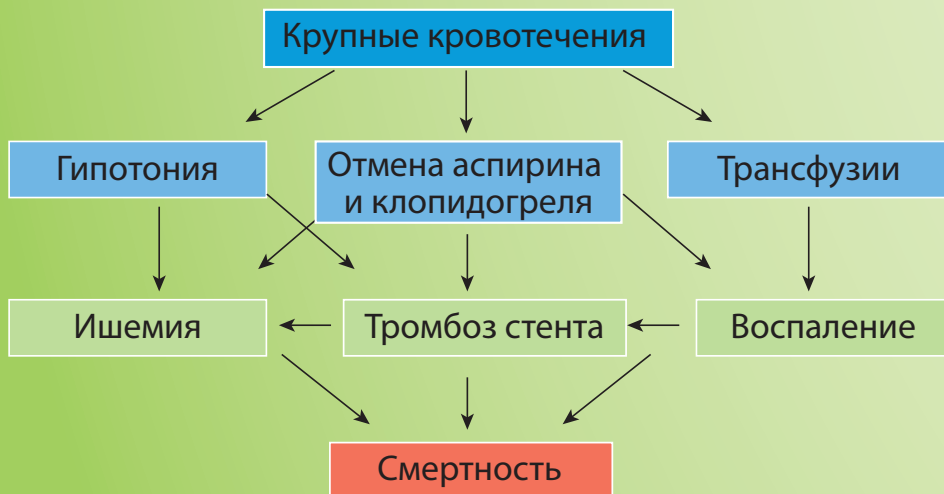 Крупные кровотечения
Гипотония
Отмена аспирина
и клопидогреля
Трансфузии
Ишемия
Тромбоз стента
Воспаление
Смертность